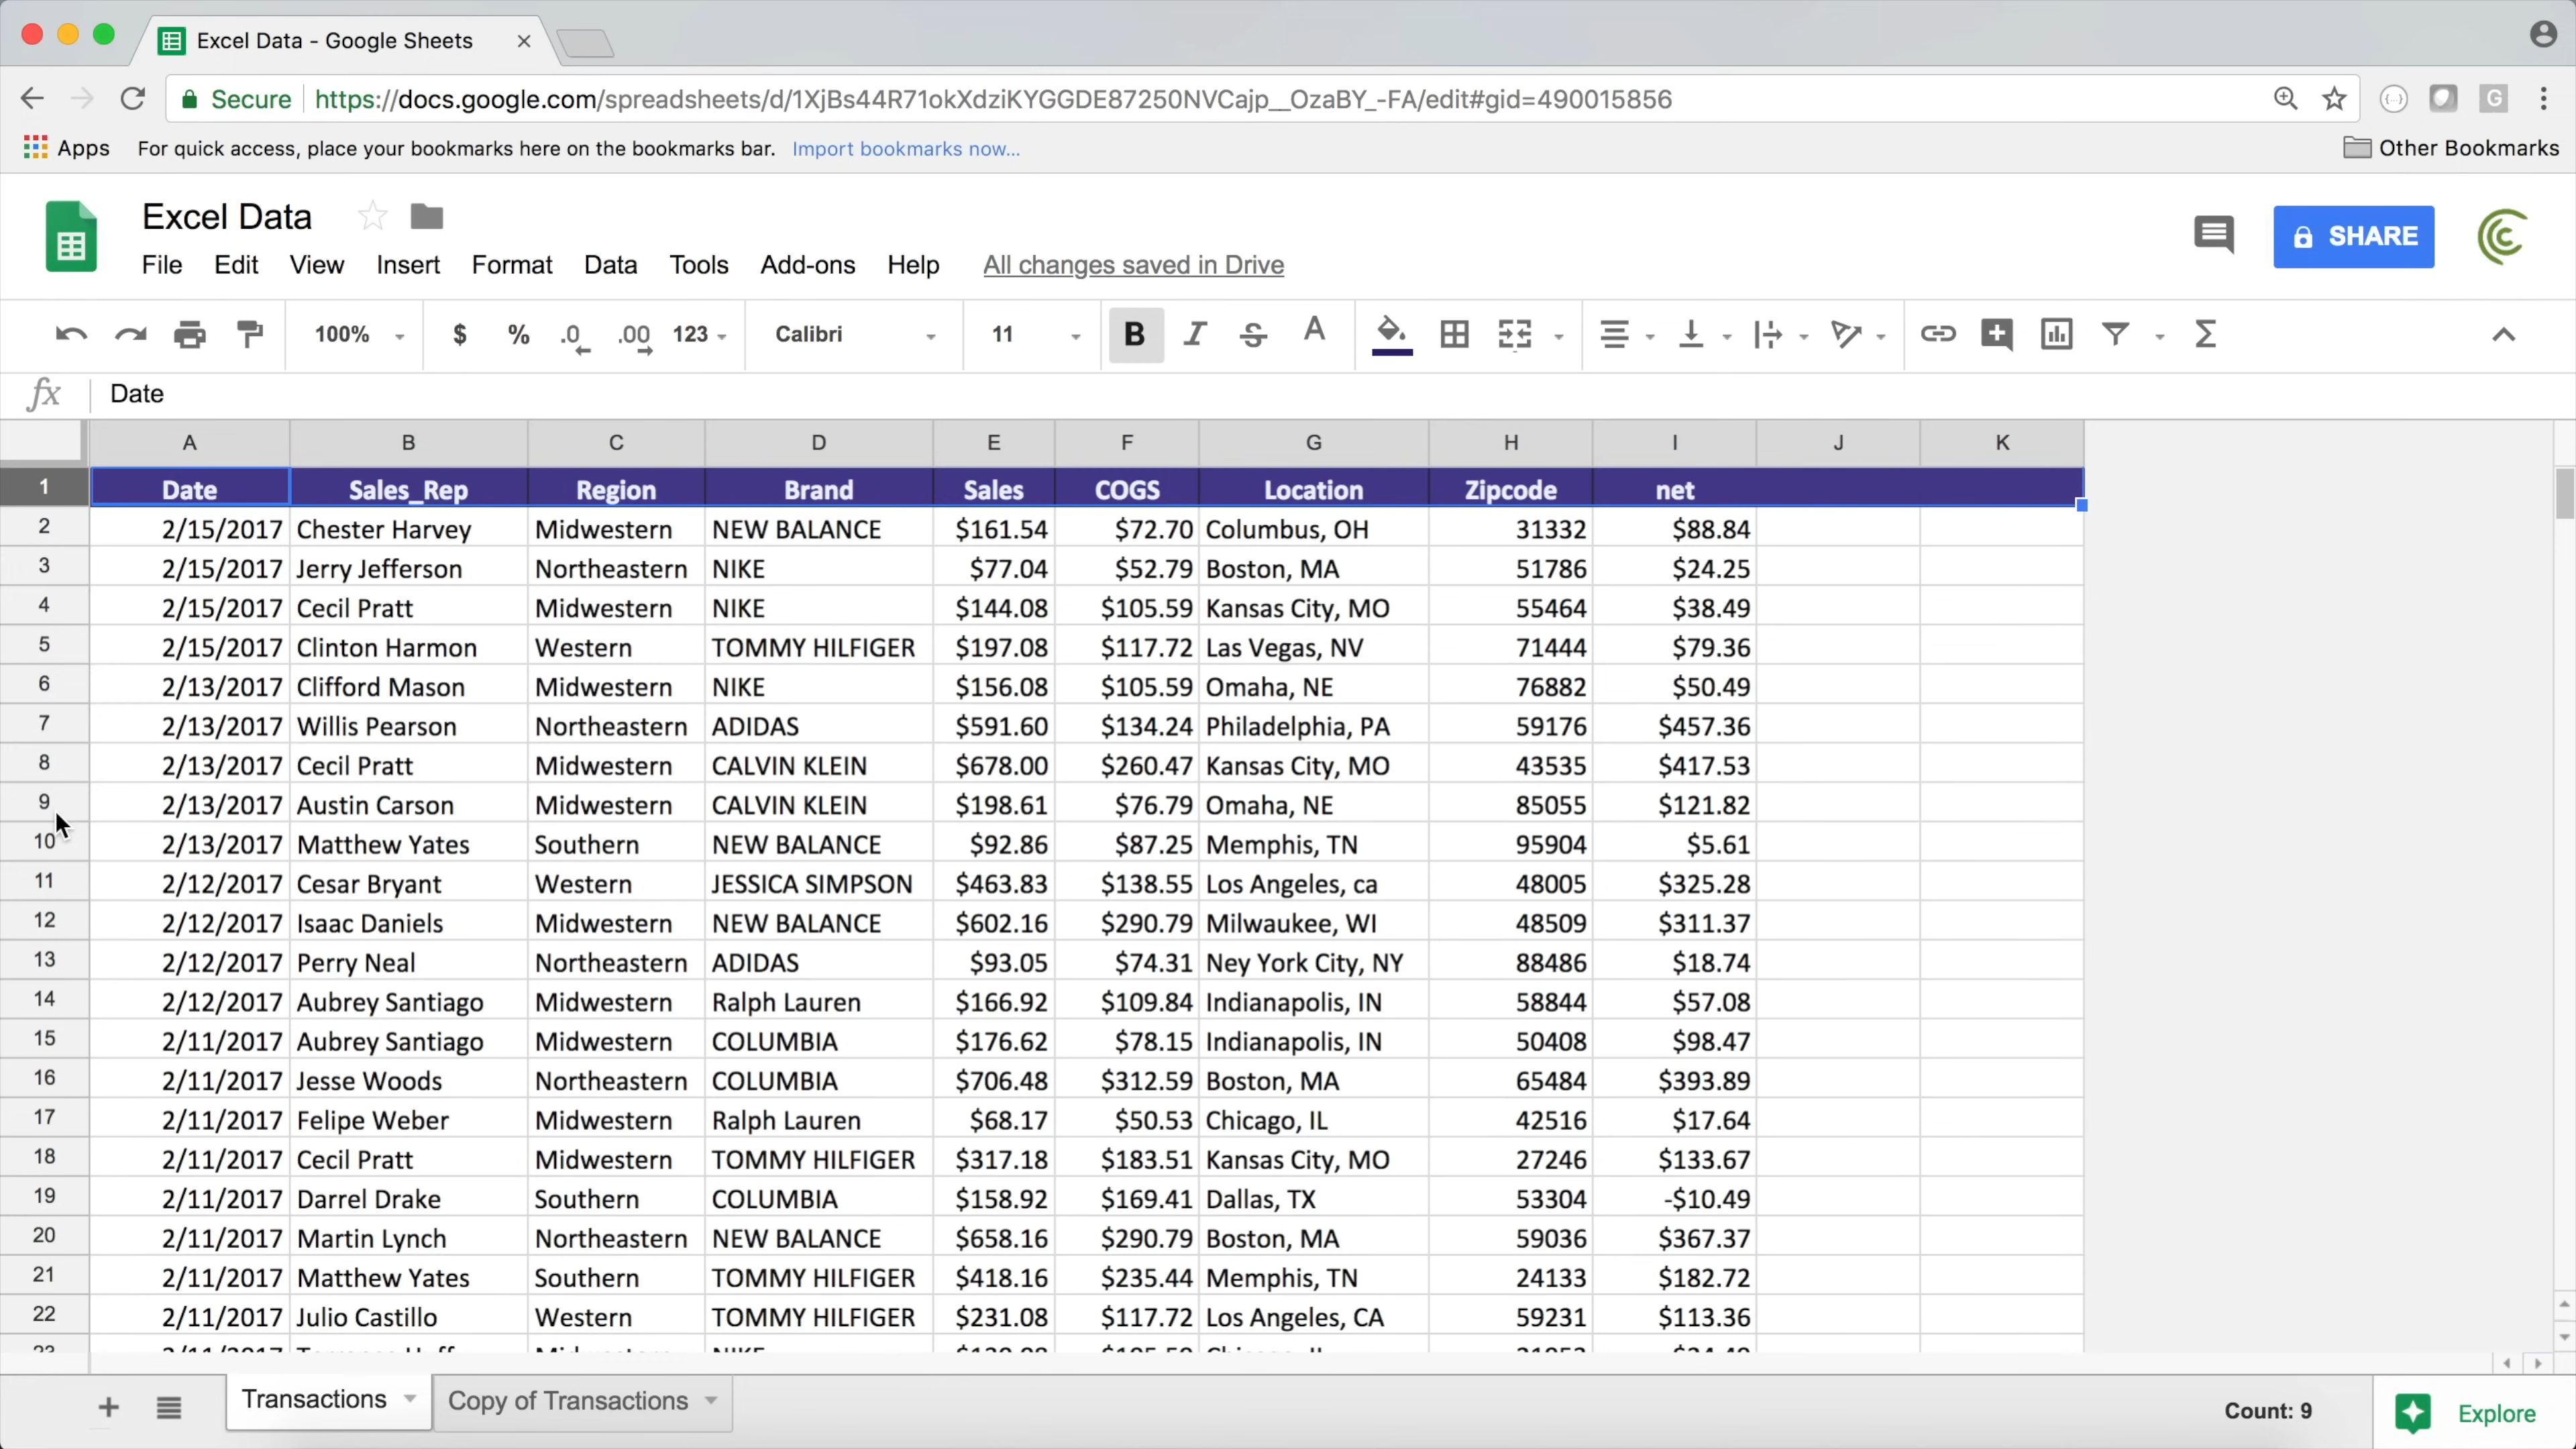 Excel Data - Google Sheets
Secure https://docs.google.com/spreadsheets/d/1XjBs44R71okXdziKYGGDE87250NVCajp__OzaBY_-FA/edit#gid=490015856
G
Apps For quick access, place your bookmarks here on the bookmarks bar. Import bookmarks now... Other Bookmarks
Excel Data
SHARE
File Edit View Insert Format Data Tools Add-ons Help All changes saved in Drive
100% $ % .0 .00 123 Calibri 11 B I S A Σ
fx Date
A B C D E F G H I J K
1 Date Sales_Rep Region Brand Sales COGS Location Zipcode net
2 2/15/2017 Chester Harvey Midwestern NEW BALANCE $161.54 $72.70 Columbus, OH 31332 $88.84
3 2/15/2017 Jerry Jefferson Northeastern NIKE $77.04 $52.79 Boston, MA 51786 $24.25
4 2/15/2017 Cecil Pratt Midwestern NIKE $144.08 $105.59 Kansas City, MO 55464 $38.49
5 2/15/2017 Clinton Harmon Western TOMMY HILFIGER $197.08 $117.72 Las Vegas, NV 71444 $79.36
6 2/13/2017 Clifford Mason Midwestern NIKE $156.08 $105.59 Omaha, NE 76882 $50.49
7 2/13/2017 Willis Pearson Northeastern ADIDAS $591.60 $134.24 Philadelphia, PA 59176 $457.36
8 2/13/2017 Cecil Pratt Midwestern CALVIN KLEIN $678.00 $260.47 Kansas City, MO 43535 $417.53
9 2/13/2017 Austin Carson Midwestern CALVIN KLEIN $198.61 $76.79 Omaha, NE 85055 $121.82
10 2/13/2017 Matthew Yates Southern NEW BALANCE $92.86 $87.25 Memphis, TN 95904 $5.61
11 2/12/2017 Cesar Bryant Western JESSICA SIMPSON $463.83 $138.55 Los Angeles, ca 48005 $325.28
12 2/12/2017 Isaac Daniels Midwestern NEW BALANCE $602.16 $290.79 Milwaukee, WI 48509 $311.37
13 2/12/2017 Perry Neal Northeastern ADIDAS $93.05 $74.31 Ney York City, NY 88486 $18.74
14 2/12/2017 Aubrey Santiago Midwestern Ralph Lauren $166.92 $109.84 Indianapolis, IN 58844 $57.08
15 2/11/2017 Aubrey Santiago Midwestern COLUMBIA $176.62 $78.15 Indianapolis, IN 50408 $98.47
16 2/11/2017 Jesse Woods Northeastern COLUMBIA $706.48 $312.59 Boston, MA 65484 $393.89
17 2/11/2017 Felipe Weber Midwestern Ralph Lauren $68.17 $50.53 Chicago, IL 42516 $17.64
18 2/11/2017 Cecil Pratt Midwestern TOMMY HILFIGER $317.18 $183.51 Kansas City, MO 27246 $133.67
19 2/11/2017 Darrel Drake Southern COLUMBIA $158.92 $169.41 Dallas, TX 53304 -$10.49
20 2/11/2017 Martin Lynch Northeastern NEW BALANCE $658.16 $290.79 Boston, MA 59036 $367.37
21 2/11/2017 Matthew Yates Southern TOMMY HILFIGER $418.16 $235.44 Memphis, TN 24133 $182.72
22 2/11/2017 Julio Castillo Western TOMMY HILFIGER $231.08 $117.72 Los Angeles, CA 59231 $113.36
Transactions Copy of Transactions Count: 9 Explore